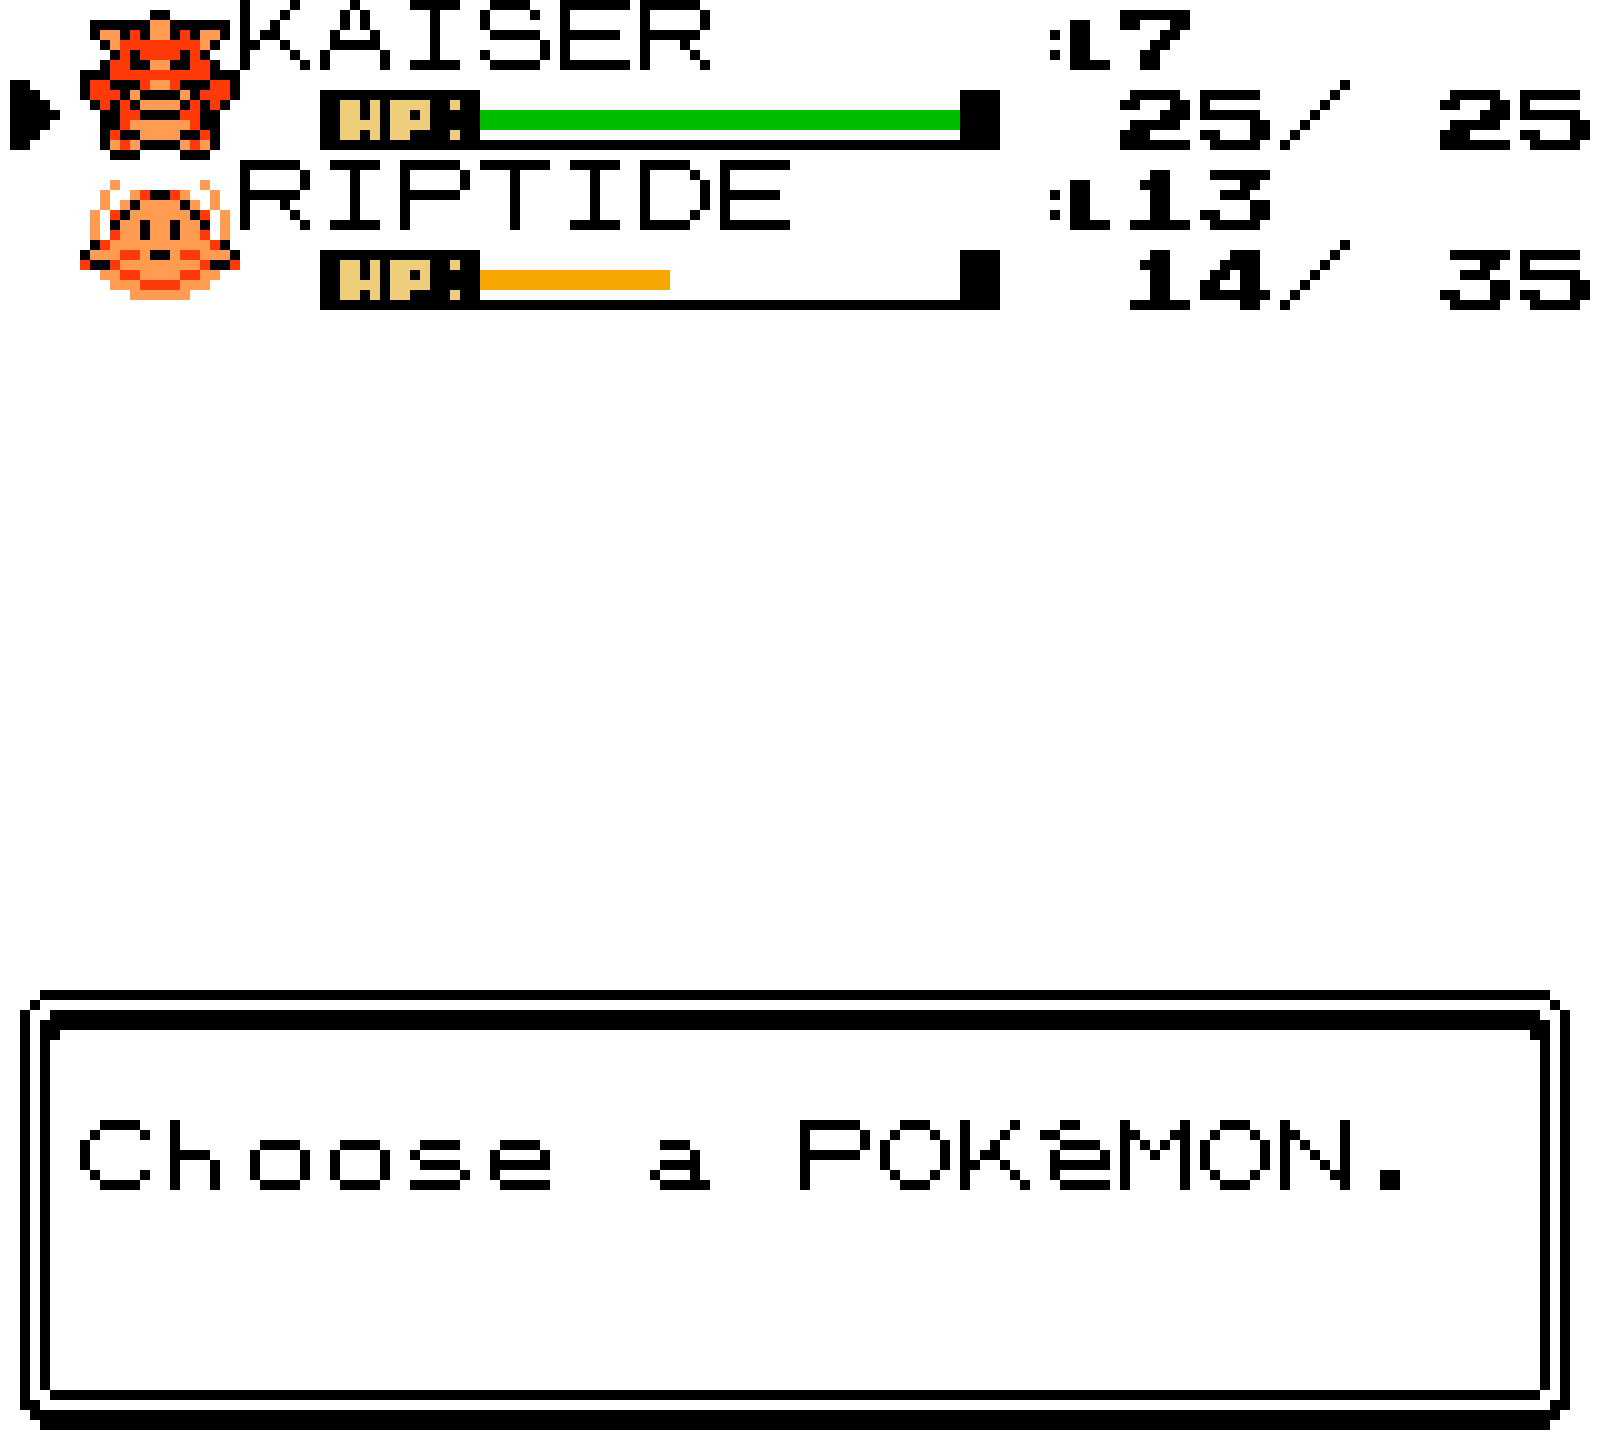 KAISER :L7
HP: 25/ 25
RIPTIDE :L13
HP: 14/ 35
Choose a POKéMON.